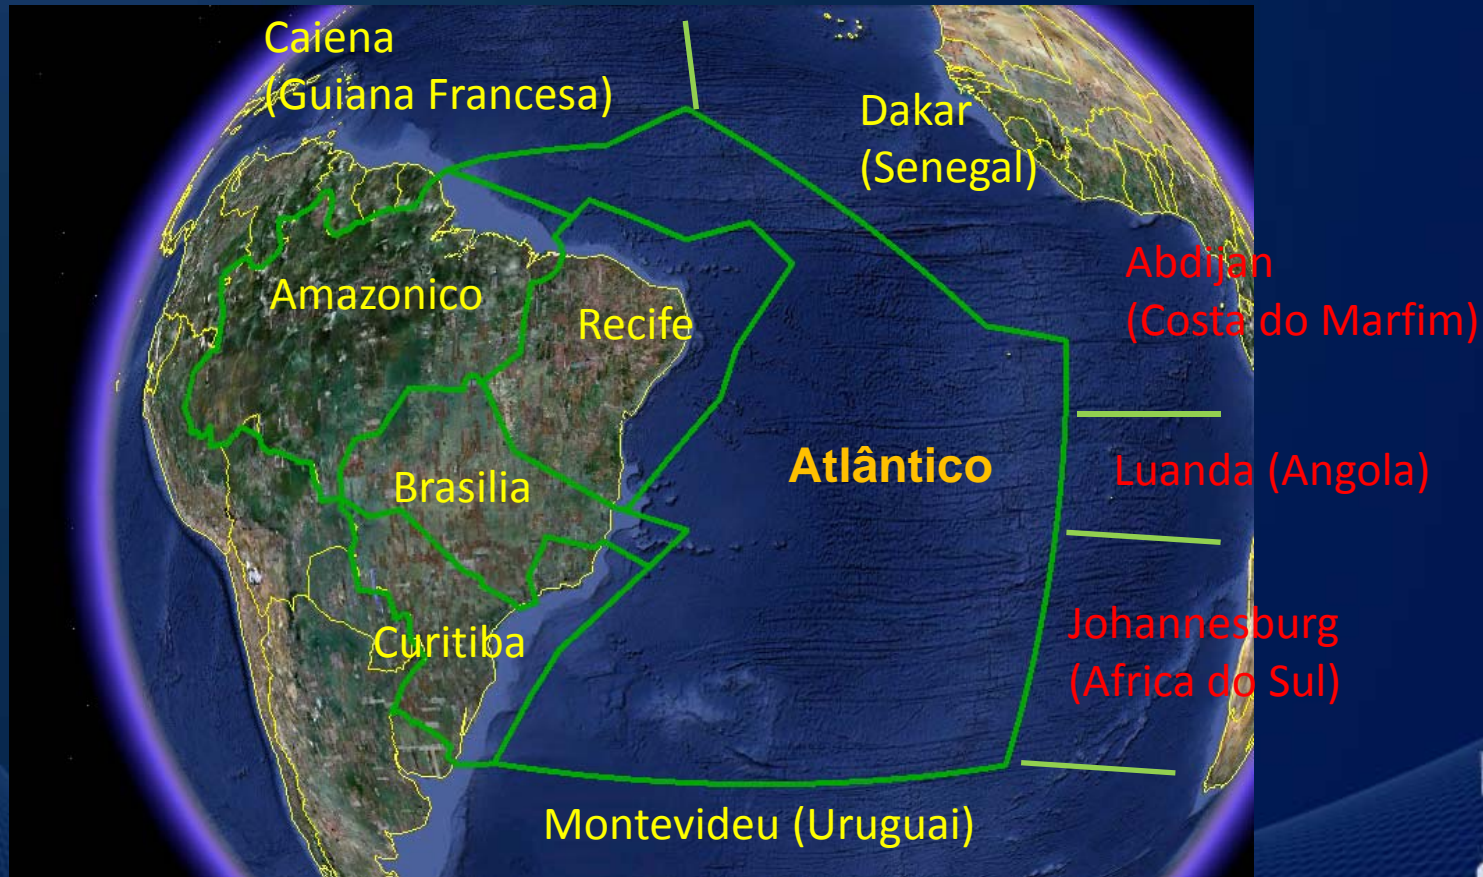 Caiena
(Guiana Francesa)
Dakar
(Senegal)
Abdijan
(Costa do Marfim)
Amazonico
Recife
Atlântico
Luanda (Angola)
Brasilia
Johannesburg
(Africa do Sul)
Curitiba
Montevideu (Uruguai)